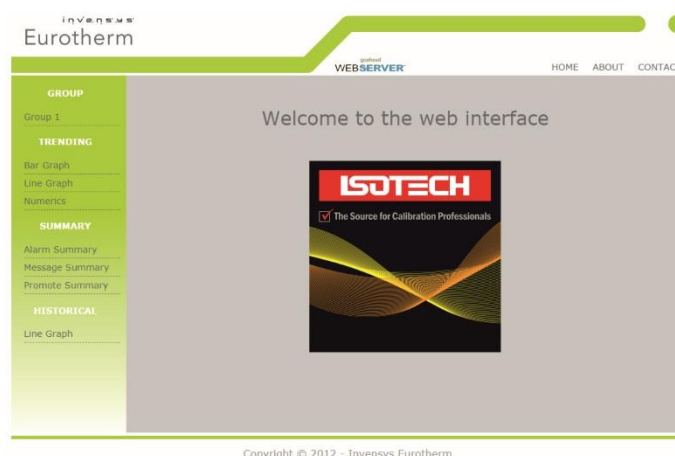 invensys
Eurotherm
WEBSERVER
HOME ABOUT CONTAC
GROUP
Group 1
TRENDING
Bar Graph
Line Graph
Numerics
SUMMARY
Alarm Summary
Message Summary
Promote Summary
HISTORICAL
Line Graph
Welcome to the web interface
ISOTECH
The Source for Calibration Professionals
Copyright © 2012 - Invensys Eurotherm